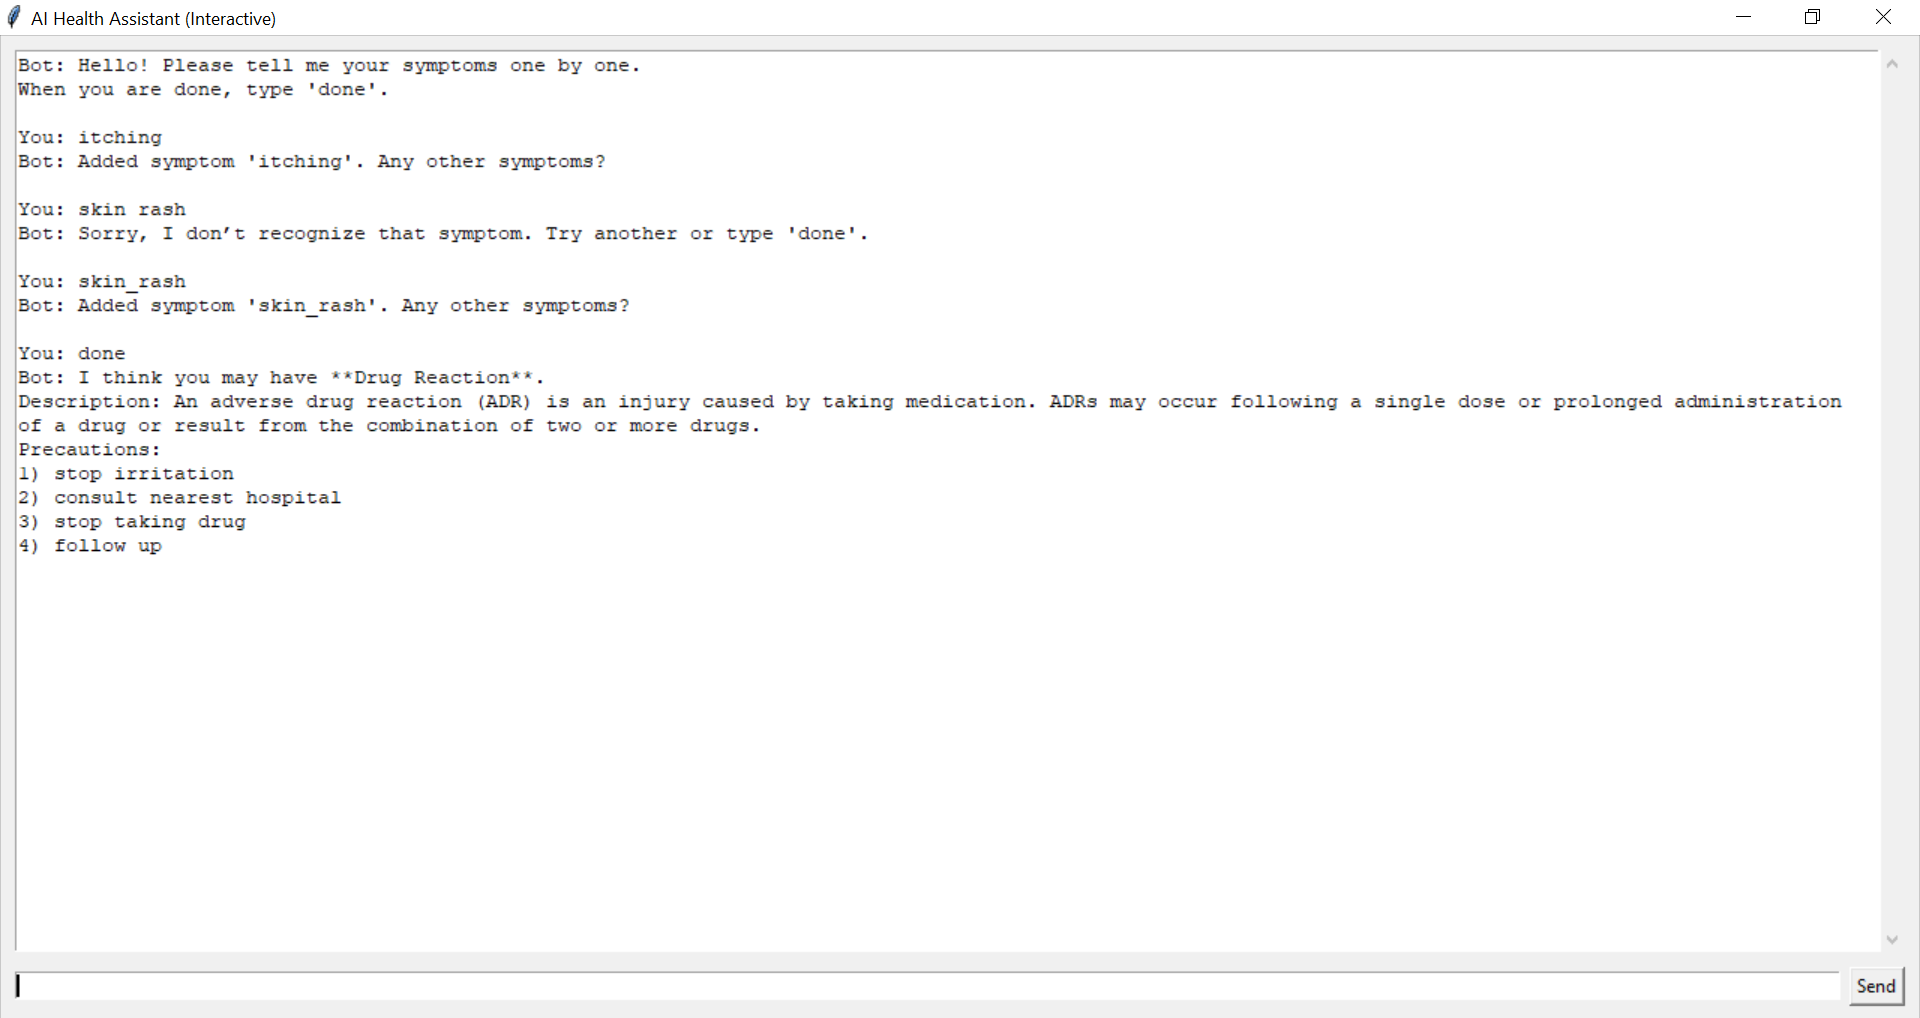 AI Health Assistant (Interactive)
Bot: Hello! Please tell me your symptoms one by one.
When you are done, type 'done'.
You: itching
Bot: Added symptom 'itching'. Any other symptoms?
You: skin rash
Bot: Sorry, I don’t recognize that symptom. Try another or type 'done'.
You: skin_rash
Bot: Added symptom 'skin_rash'. Any other symptoms?
You: done
Bot: I think you may have **Drug Reaction**.
Description: An adverse drug reaction (ADR) is an injury caused by taking medication. ADRs may occur following a single dose or prolonged administration
of a drug or result from the combination of two or more drugs.
Precautions:
1) stop irritation
2) consult nearest hospital
3) stop taking drug
4) follow up
Send